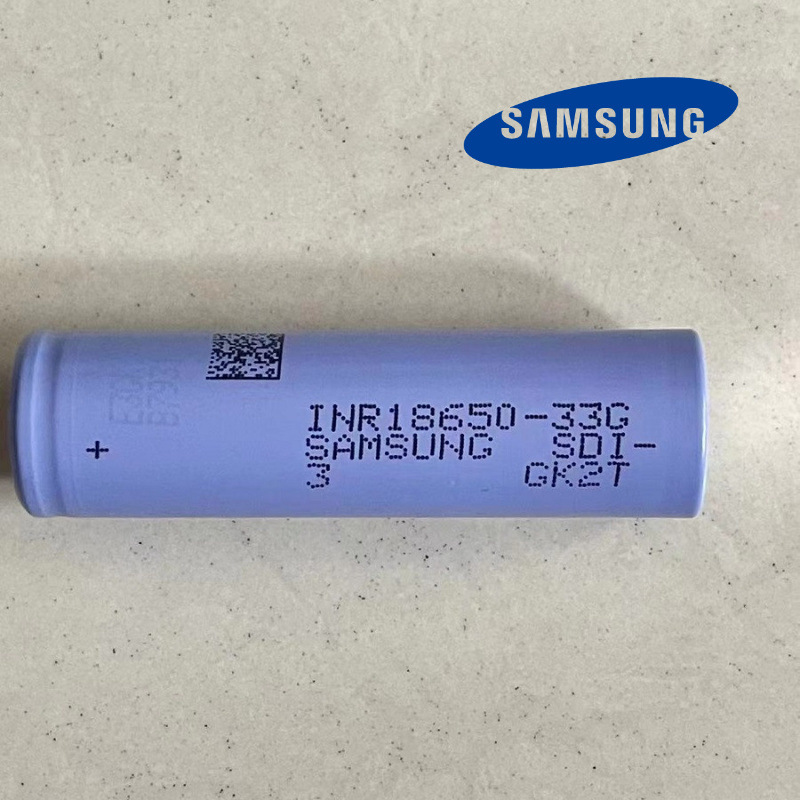 SAMSUNG
+
INR18650-33G
SAMSUNG SDI-
3 GK2T